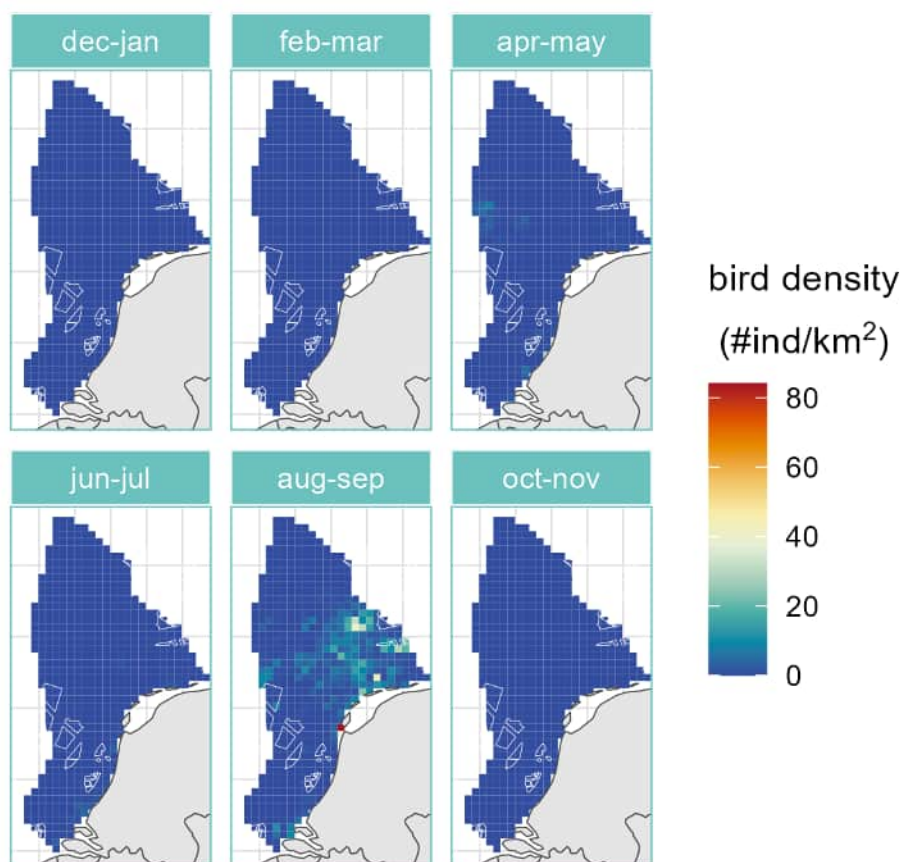 dec-jan
feb-mar
apr-may
jun-jul
aug-sep
oct-nov
bird density
(#ind/km²)
80
60
40
20
0